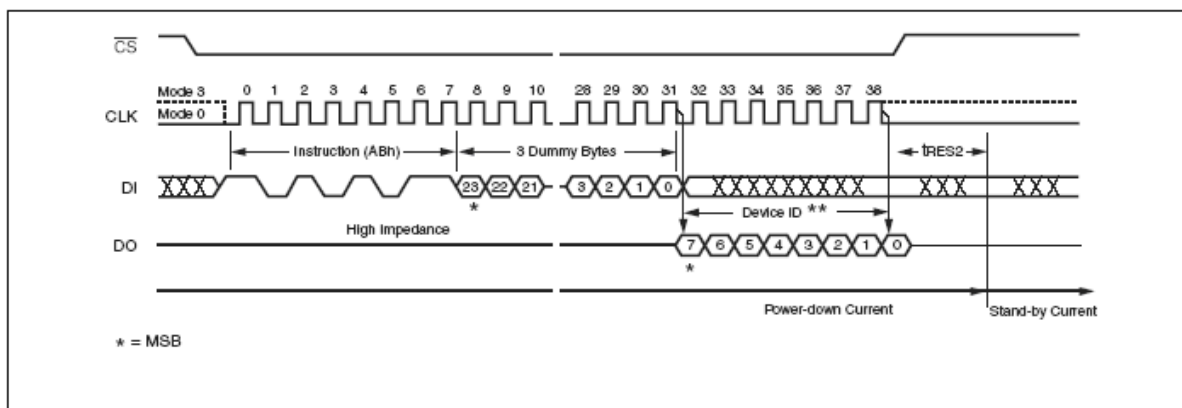 CS
Mode 3 0 1 2 3 4 5 6 7 8 9 10 28 29 30 31 32 33 34 35 36 37 38
CLK Mode 0
Instruction (ABh) 3 Dummy Bytes tRES2
DI 23 22 21 3 2 1 0
* Device ID **
High Impedance
DO 7 6 5 4 3 2 1 0
*
Power-down Current Stand-by Current
* = MSB